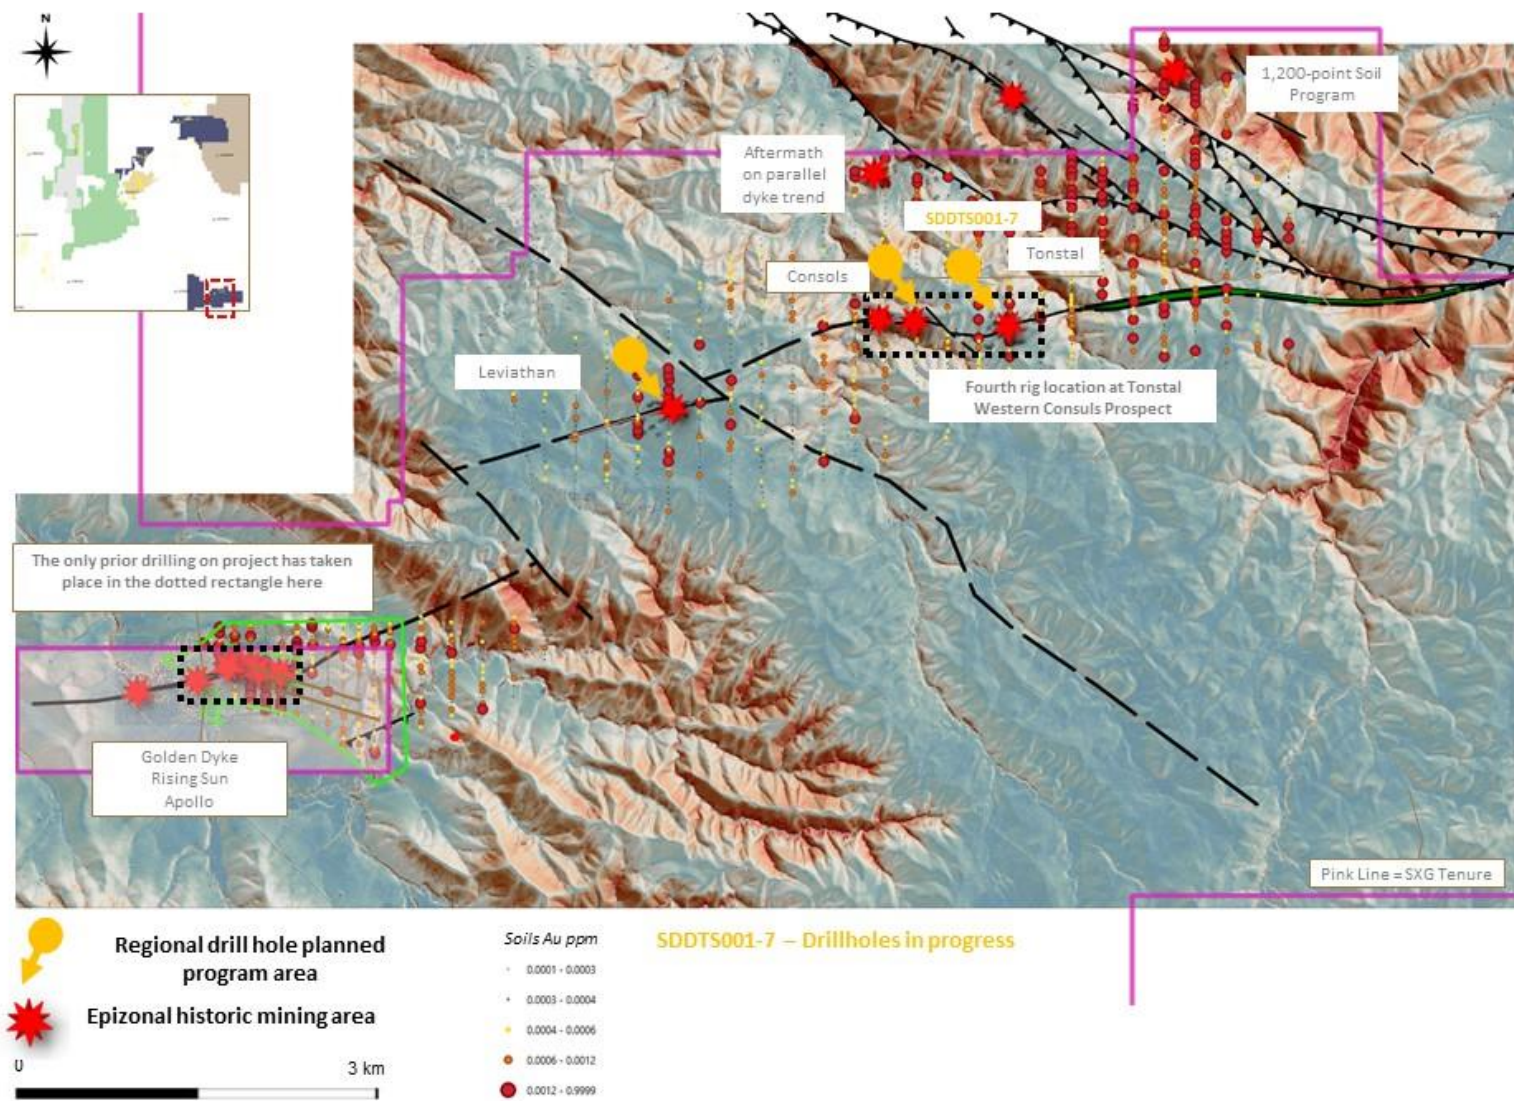 N
1,200-point Soil
Program
Aftermath
on parallel
dyke trend
SDDTS001-7
Tonstal
Consols
Leviathan
Fourth rig location at Tonstal
Western Consuls Prospect
The only prior drilling on project has taken
place in the dotted rectangle here
Golden Dyke
Rising Sun
Apollo
Pink Line = SXG Tenure
Regional drill hole planned
program area
Epizonal historic mining area
0
3 km
Soils Au ppm
0.0001 - 0.0003
0.0003 - 0.0004
0.0004 - 0.0006
0.0006 - 0.0012
0.0012 - 0.9999
SDDTS001-7 – Drillholes in progress